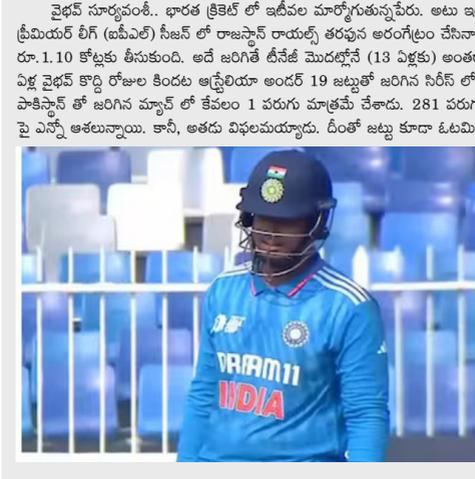 వైభవ్ సూర్యవంశీ.. భారత క్రికెట్ లో ఇటీవల మార్మోగుతున్నపేరు. అటు
ప్రీమియర్ లీగ్ (ఐపీఎల్) సీజన్ లో రాజస్థాన్ రాయల్స్ తరఫున అరంగేట్రం చేసినా
రూ.1.10 కోట్లకు తీసుకుంది. అదే జరిగితే టీనేజీ మొదట్లోనే (13 ఏళ్లకు)
ఏళ్ల వైభవ్ కొద్ది రోజుల కిందట ఆస్ట్రేలియా అండర్ 19 జట్టుతో జరిగిన సిరీస్ లో
పాకిస్థాన్ తో జరిగిన మ్యాచ్ లో కేవలం 1 పరుగు మాత్రమే చేశాడు. 281
పై ఎన్నో ఆశలున్నాయి. కానీ, అతడు విఫలమయ్యాడు. దీంతో జట్టు కూడా ఓటమి
DREAM11
INDIA